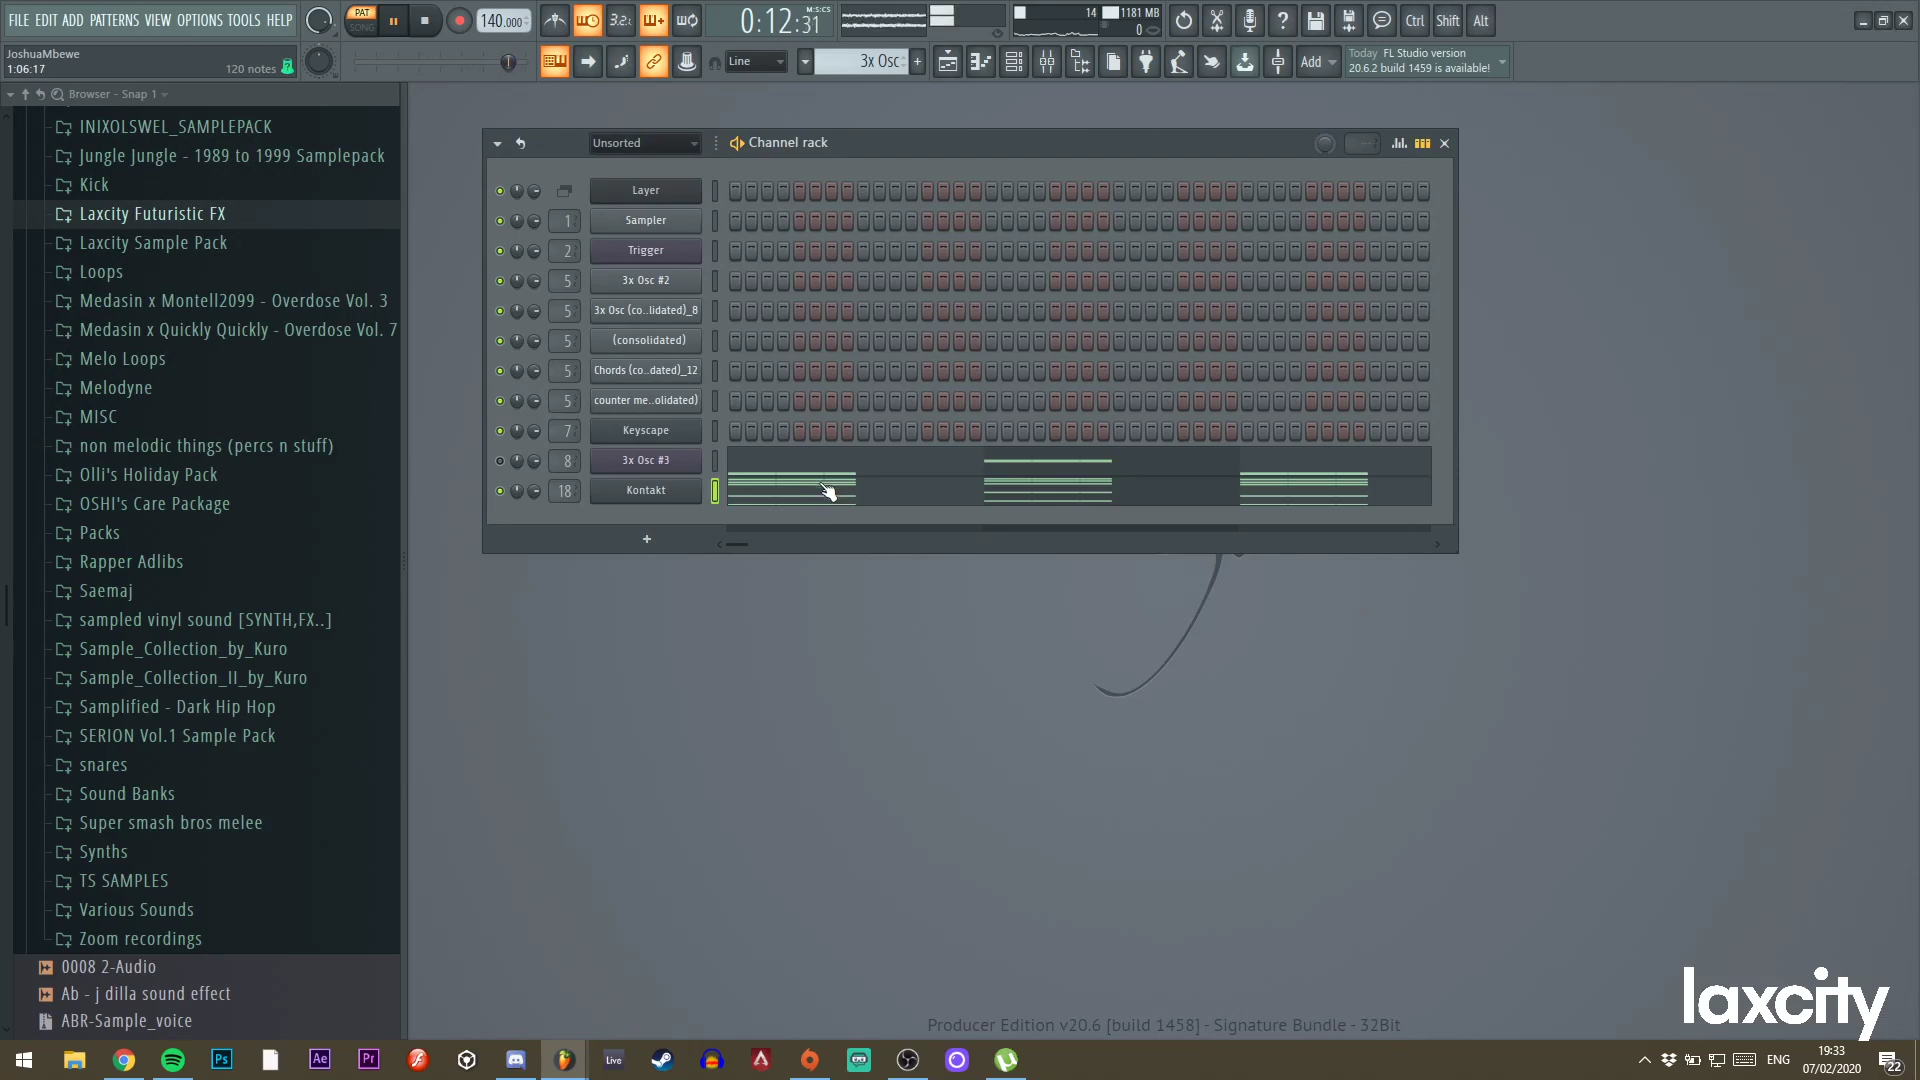 FILE EDIT ADD PATTERNS VIEW OPTIONS TOOLS HELP
PAT
SONG
140.000
3.2.
0:12:31
M:S:CS
14
1181 MB
0
Ctrl
Shift
Alt
JoshuaMbewe
1:06:17
120 notes
Line
3x Osc
Add
Today FL Studio version
20.6.2 build 1459 is available!
Browser - Snap 1
INIXOLSWEL_SAMPLEPACK
Jungle Jungle - 1989 to 1999 Samplepack
Kick
Laxcity Futuristic FX
Laxcity Sample Pack
Loops
Medasin x Montell2099 - Overdose Vol. 3
Medasin x Quickly Quickly - Overdose Vol. 7
Melo Loops
Melodyne
MISC
non melodic things (percs n stuff)
Olli's Holiday Pack
OSHI's Care Package
Packs
Rapper Adlibs
Saemaj
sampled vinyl sound [SYNTH,FX..]
Sample_Collection_by_Kuro
Sample_Collection_II_by_Kuro
Samplified - Dark Hip Hop
SERION Vol.1 Sample Pack
snares
Sound Banks
Super smash bros melee
Synths
TS SAMPLES
Various Sounds
Zoom recordings
0008 2-Audio
Ab - j dilla sound effect
ABR-Sample_voice
Unsorted
Channel rack
Layer
1 Sampler
2 Trigger
5 3x Osc #2
5 3x Osc (co..lidated)_8
5 (consolidated)
5 Chords (co..dated)_12
5 counter me..olidated)
7 Keyscape
8 3x Osc #3
18 Kontakt
+
laxcity
Producer Edition v20.6 [build 1458] - Signature Bundle - 32Bit
Ps
Ae
Pr
Live
ENG
19:33
07/02/2020
22